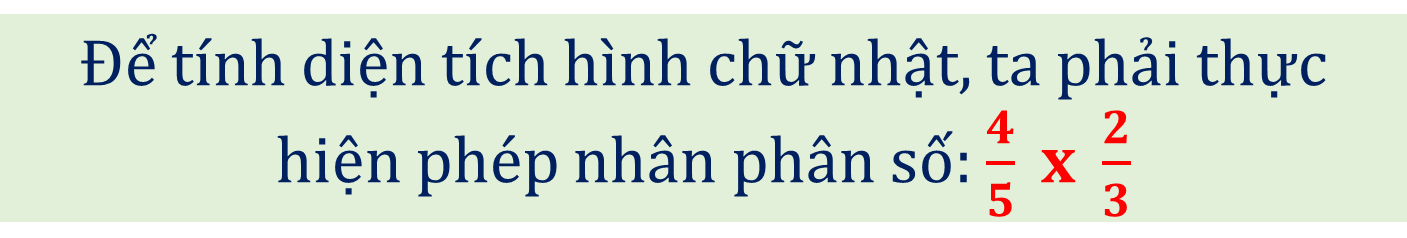 Để tính diện tích hình chữ nhật, ta phải thực
hiện phép nhân phân số: 4/5 x 2/3